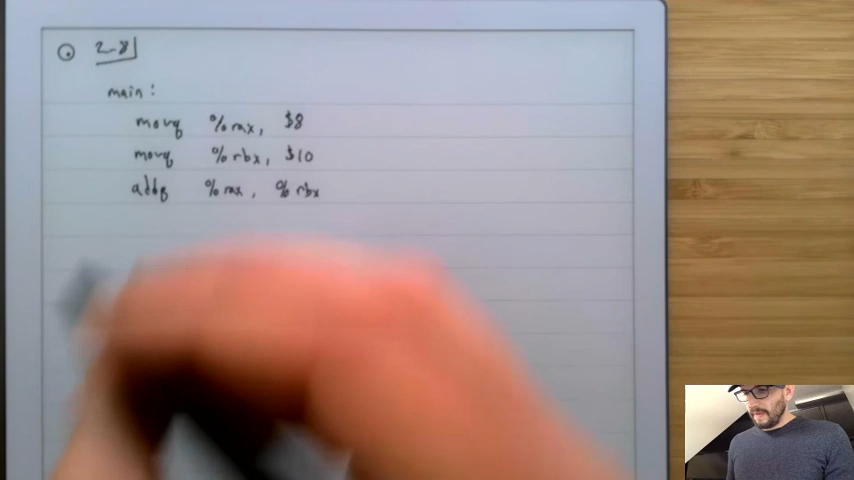 2-8
main:
movq %rax, $8
movq %rbx, $10
addq %rax, %rbx